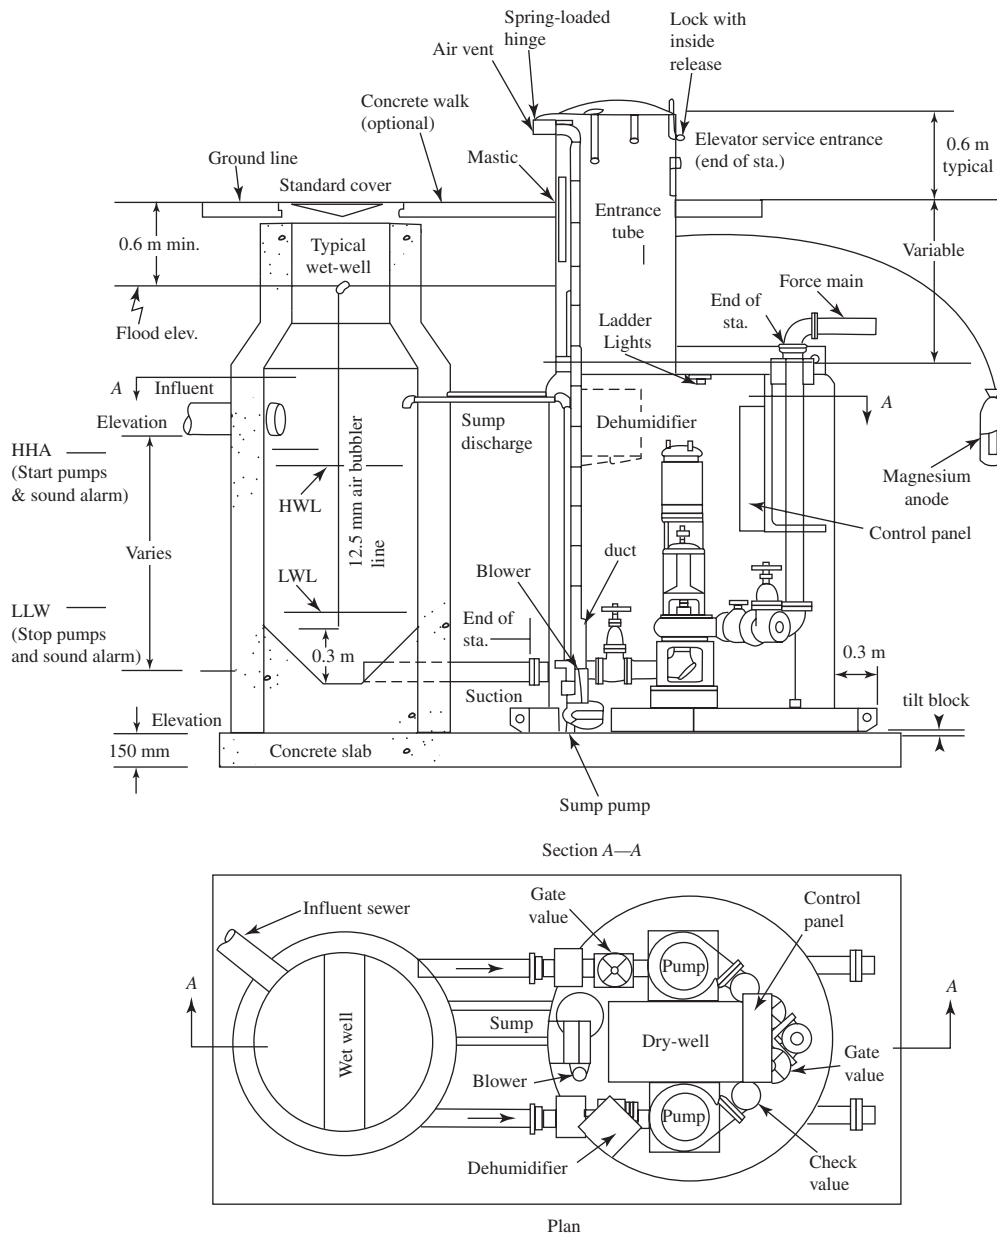 Spring-loaded
hinge
Air vent
Lock with
inside
release
Concrete walk
(optional)
Elevator service entrance
(end of sta.)
0.6 m
typical
Ground line
Mastic
Standard cover
Entrance
tube
0.6 m min.
Typical
wet-well
Variable
Force main
End of
sta.
Flood elev.
Ladder
Lights
A
Influent
A
Elevation
Sump
discharge
Dehumidifier
HHA
(Start pumps
& sound alarm)
Magnesium
anode
HWL
12.5 mm air bubbler
line
Control panel
Varies
duct
Blower
LWL
LLW
(Stop pumps
and sound alarm)
End of
sta.
0.3 m
0.3 m
Suction
tilt block
Elevation
150 mm
Concrete slab
Sump pump
Section A—A
Gate
value
Control
panel
Influent sewer
Pump
A
A
Sump
Wet well
Dry-well
Gate
value
Blower
Pump
Dehumidifier
Check
value
Plan